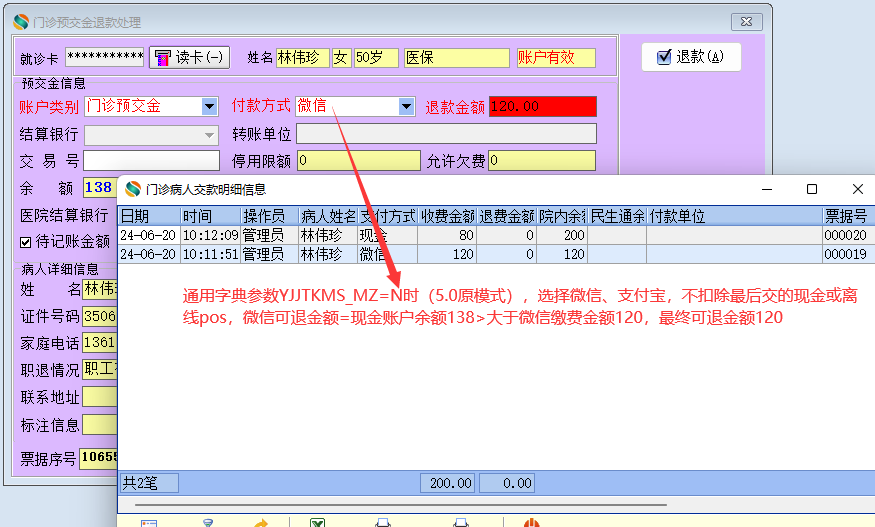 门诊预交金退款处理
就诊卡 *********** 读卡(-) 姓名 林伟珍 女 50岁 医保 账户有效 退款(A)
预交金信息
账户类别 门诊预交金 付款方式 微信 退款金额 120.00
结算银行 转账单位
交 易 号 停用限额 0 允许欠费 0
余 额 138
医院结算银行
待记账金额
病人详细信息
姓 名 林伟
证件号码 3506
家庭电话 1361
职退情况 职工
联系地址
标注信息
票据序号 10655
门诊病人交款明细信息
日期 时间 操作员 病人姓名 支付方式 收费金额 退费金额 院内余 民生通余 付款单位 票据号
24-06-20 10:12:09 管理员 林伟珍 现金 80 0 200 000020
24-06-20 10:11:51 管理员 林伟珍 微信 120 0 120 000019
通用字典参数YJJTKMS_MZ=N时（5.0原模式），选择微信、支付宝，不扣除最后交的现金或离
线pos，微信可退金额=现金账户余额138>大于微信缴费金额120，最终可退金额120
共2笔 200.00 0.00